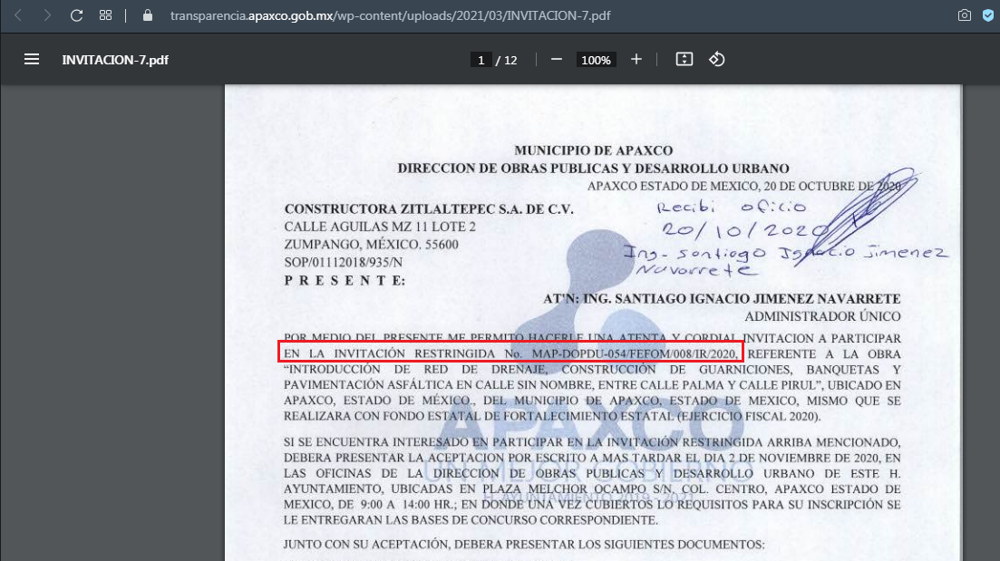 transparencia.apaxco.gob.mx/wp-content/uploads/2021/03/INVITACION-7.pdf
INVITACION-7.pdf
1 / 12
100%
MUNICIPIO DE APAXCO
DIRECCION DE OBRAS PUBLICAS Y DESARROLLO URBANO
APAXCO ESTADO DE MEXICO, 20 DE OCTUBRE DE 2020
CONSTRUCTORA ZITLALTEPEC S.A. DE C.V.
Recibi oficio
CALLE AGUILAS MZ 11 LOTE 2
20/10/2020
ZUMPANGO, MÉXICO. 55600
Ing- Santiago Ignacio Jimenez
SOP/01112018/935/N
Navarrete
P R E S E N T E:
AT'N: ING. SANTIAGO IGNACIO JIMENEZ NAVARRETE
ADMINISTRADOR ÚNICO
POR MEDIO DEL PRESENTE ME PERMITO HACERLE UNA ATENTA Y CORDIAL INVITACION A PARTICIPAR
EN LA INVITACIÓN RESTRINGIDA No. MAP-DOPDU-054/FEFOM/008/IR/2020, REFERENTE A LA OBRA
“INTRODUCCIÓN DE RED DE DRENAJE, CONSTRUCCIÓN DE GUARNICIONES, BANQUETAS Y
PAVIMENTACIÓN ASFÁLTICA EN CALLE SIN NOMBRE, ENTRE CALLE PALMA Y CALLE PIRUL”, UBICADO EN
APAXCO, ESTADO DE MÉXICO., DEL MUNICIPIO DE APAXCO, ESTADO DE MEXICO, MISMO QUE SE
REALIZARA CON FONDO ESTATAL DE FORTALECIMIENTO ESTATAL (EJERCICIO FISCAL 2020).
APAXCO
SI SE ENCUENTRA INTERESADO EN PARTICIPAR EN LA INVITACIÓN RESTRINGIDA ARRIBA MENCIONADO,
DEBERA PRESENTAR LA ACEPTACION POR ESCRITO A MAS TARDAR EL DIA 2 DE NOVIEMBRE DE 2020, EN
UN MEJOR GOBIERNO
LAS OFICINAS DE LA DIRECCIÓN DE OBRAS PUBLICAS Y DESARROLLO URBANO DE ESTE H.
AYUNTAMIENTO, UBICADAS EN PLAZA MELCHOR OCAMPO S/N, COL. CENTRO, APAXCO ESTADO DE
H. AYUNTAMIENTO 2019 - 2021
MEXICO, DE 9:00 A 14:00 HR.; EN DONDE UNA VEZ CUBIERTOS LO REQUISITOS PARA SU INSCRIPCIÓN SE
LE ENTREGARAN LAS BASES DE CONCURSO CORRESPONDIENTE.
JUNTO CON SU ACEPTACIÓN, DEBERA PRESENTAR LOS SIGUIENTES DOCUMENTOS: